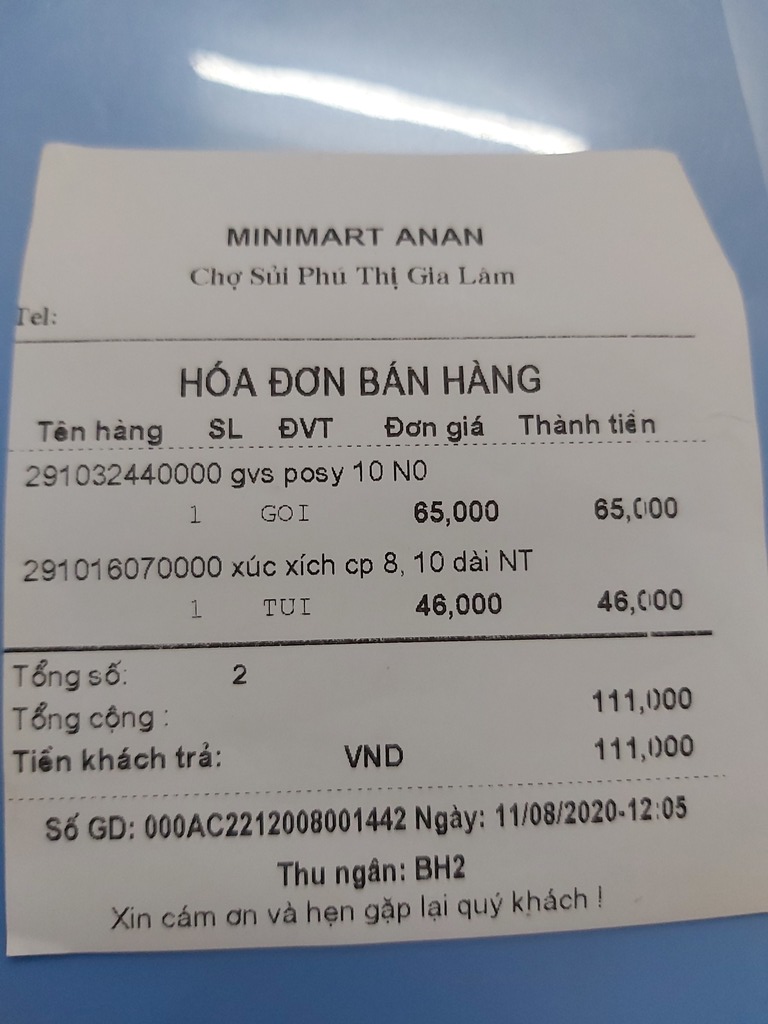 MINIMART ANAN
Chợ Sủi Phú Thị Gia Lâm
Tel:
HÓA ĐƠN BÁN HÀNG
Tên hàng SL ĐVT Đơn giá Thành tiền
291032440000 gvs posy 10 N0
1 GOI 65,000 65,000
291016070000 xúc xích cp 8, 10 dài NT
1 TUI 46,000 46,000
Tổng số: 2
Tổng cộng : 111,000
Tiền khách trả: VND 111,000
Số GD: 000AC2212008001442 Ngày: 11/08/2020-12:05
Thu ngân: BH2
Xin cám ơn và hẹn gặp lại quý khách !